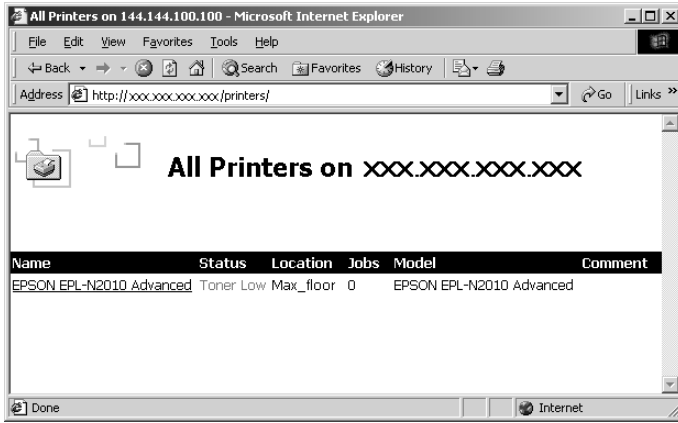 All Printers on 144.144.100.100 - Microsoft Internet Explorer
File Edit View Favorites Tools Help
Back Search Favorites History
Address http://xxx.xxx.xxx.xxx/printers/ Go Links »
All Printers on xxx.xxx.xxx.xxx
Name Status Location Jobs Model Comment
EPSON EPL-N2010 Advanced Toner Low Max_floor 0 EPSON EPL-N2010 Advanced
Done Internet